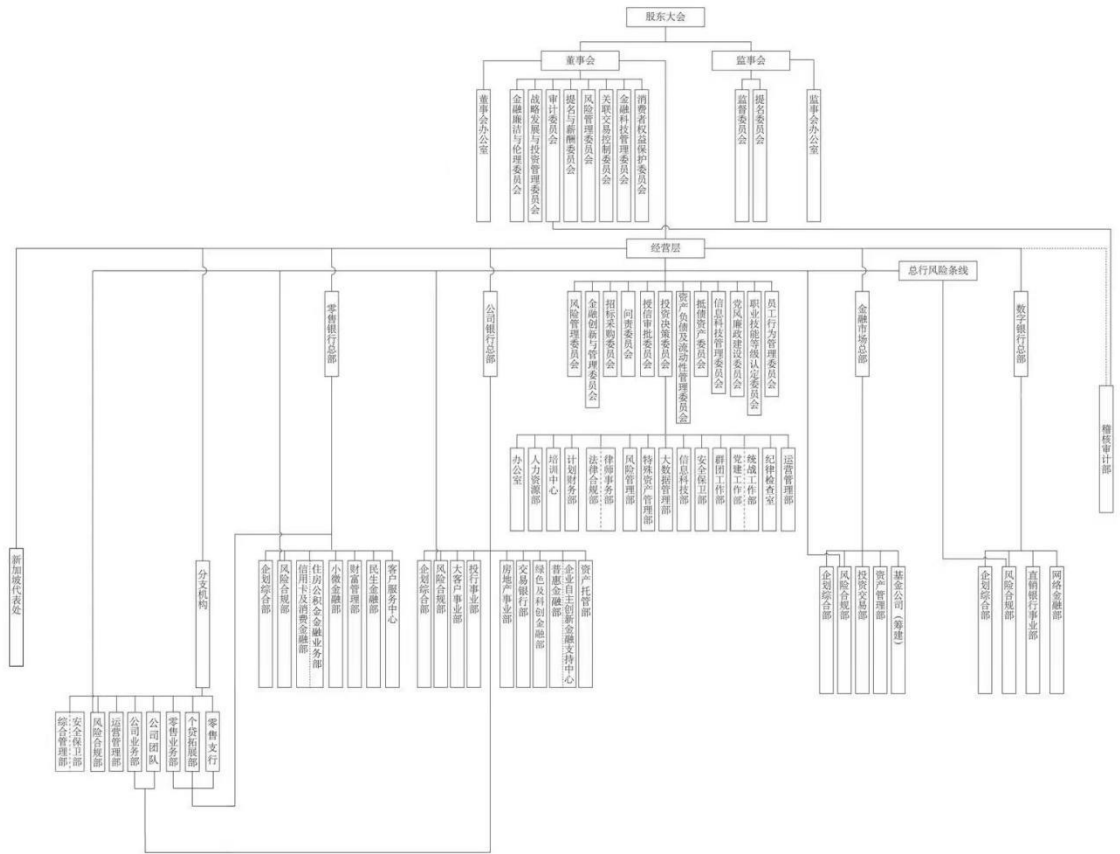 股东大会
董事会
监事会
董事会办公室
金融廉洁与伦理委员会
战略发展与投资管理委员会
审计委员会
提名与薪酬委员会
风险管理委员会
关联交易控制委员会
金融科技管理委员会
消费者权益保护委员会
监督委员会
提名委员会
监事会办公室
经营层
总行风险条线
零售银行总部
公司银行总部
风险管理委员会
金融创新与管理委员会
招标采购委员会
问责委员会
授信审批委员会
投资决策委员会
资产负债及流动性管理委员会
抵债资产委员会
信息科技管理委员会
党风廉政建设委员会
职业技能等级认定委员会
员工行为管理委员会
金融市场总部
数字银行总部
稽核审计部
办公室
人力资源部
培训中心
计划财务部
法律合规部
律师事务部
风险管理部
特殊资产管理部
大数据管理部
信息科技部
安全保卫部
群团工作部
党建工作部
统战工作部
纪律检查室
运营管理部
新加坡代表处
分支机构
企划综合部
风险合规部
信用卡及消费金融部
住房公积金金融业务部
小微金融部
财富管理部
民生金融部
客户服务中心
企划综合部
风险合规部
大客户事业部
投行事业部
房地产事业部
交易银行部
绿色及科创金融部
普惠金融部
企业自主创新金融支持中心
资产托管部
企划综合部
风险合规部
投资交易部
资产管理部
基金公司（筹建）
企划综合部
风险合规部
直销银行事业部
网络金融部
综合管理部
安全保卫部
风险合规部
运营管理部
公司业务部
公司团队
零售业务部
个贷拓展部
零售支行